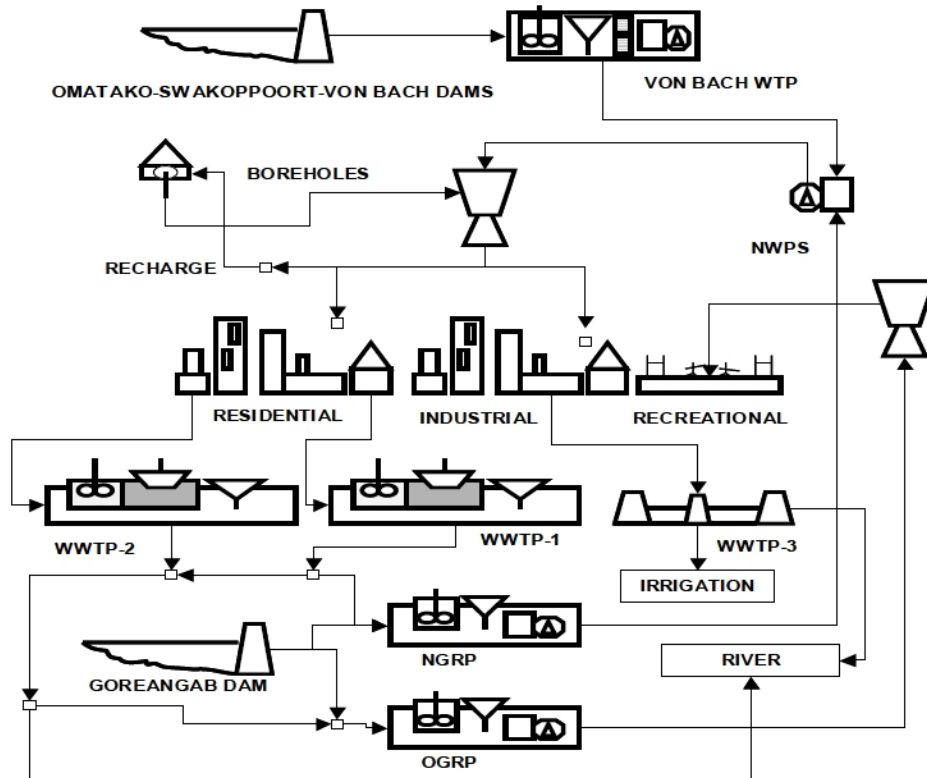 OMATAKO-SWAKOPPOORT-VON BACH DAMS
VON BACH WTP
BOREHOLES
NWPS
RECHARGE
RESIDENTIAL
INDUSTRIAL
RECREATIONAL
WWTP-2
WWTP-1
WWTP-3
IRRIGATION
NGRP
RIVER
GOREANGAB DAM
OGRP